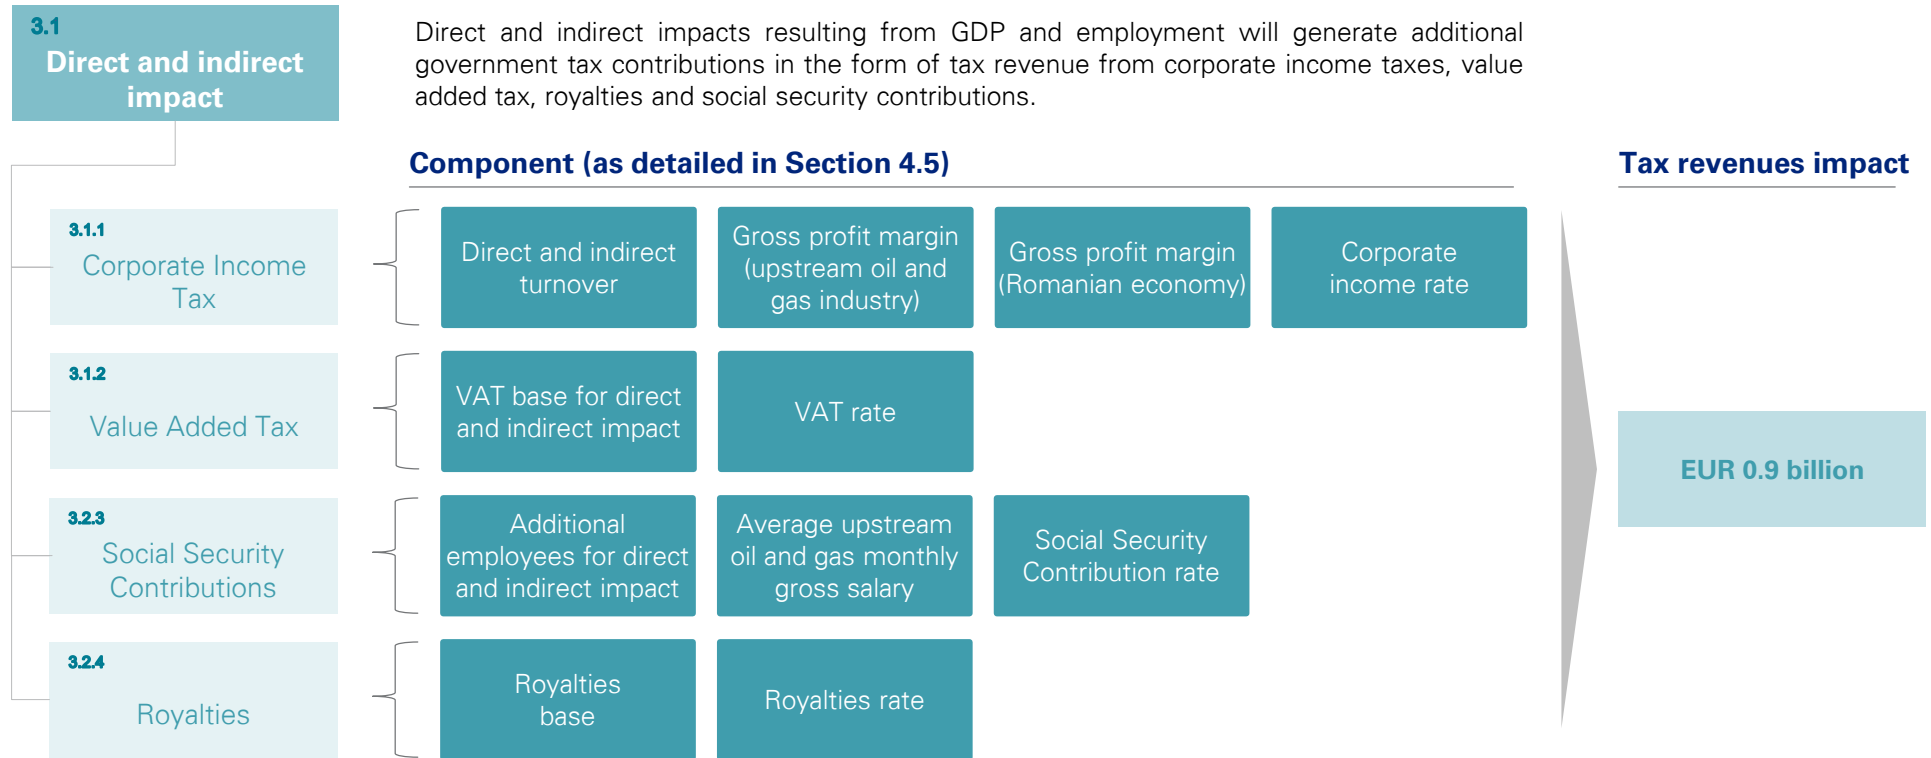 3.1
Direct and indirect
impact
Direct and indirect impacts resulting from GDP and employment will generate additional
government tax contributions in the form of tax revenue from corporate income taxes, value
added tax, royalties and social security contributions.
Component (as detailed in Section 4.5)
Tax revenues impact
3.1.1
Corporate Income
Tax
Direct and indirect
turnover
Gross profit margin
(upstream oil and
gas industry)
Gross profit margin
(Romanian economy)
Corporate
income rate
3.1.2
Value Added Tax
VAT base for direct
and indirect impact
VAT rate
EUR 0.9 billion
3.2.3
Social Security
Contributions
Additional
employees for direct
and indirect impact
Average upstream
oil and gas monthly
gross salary
Social Security
Contribution rate
3.2.4
Royalties
Royalties
base
Royalties rate